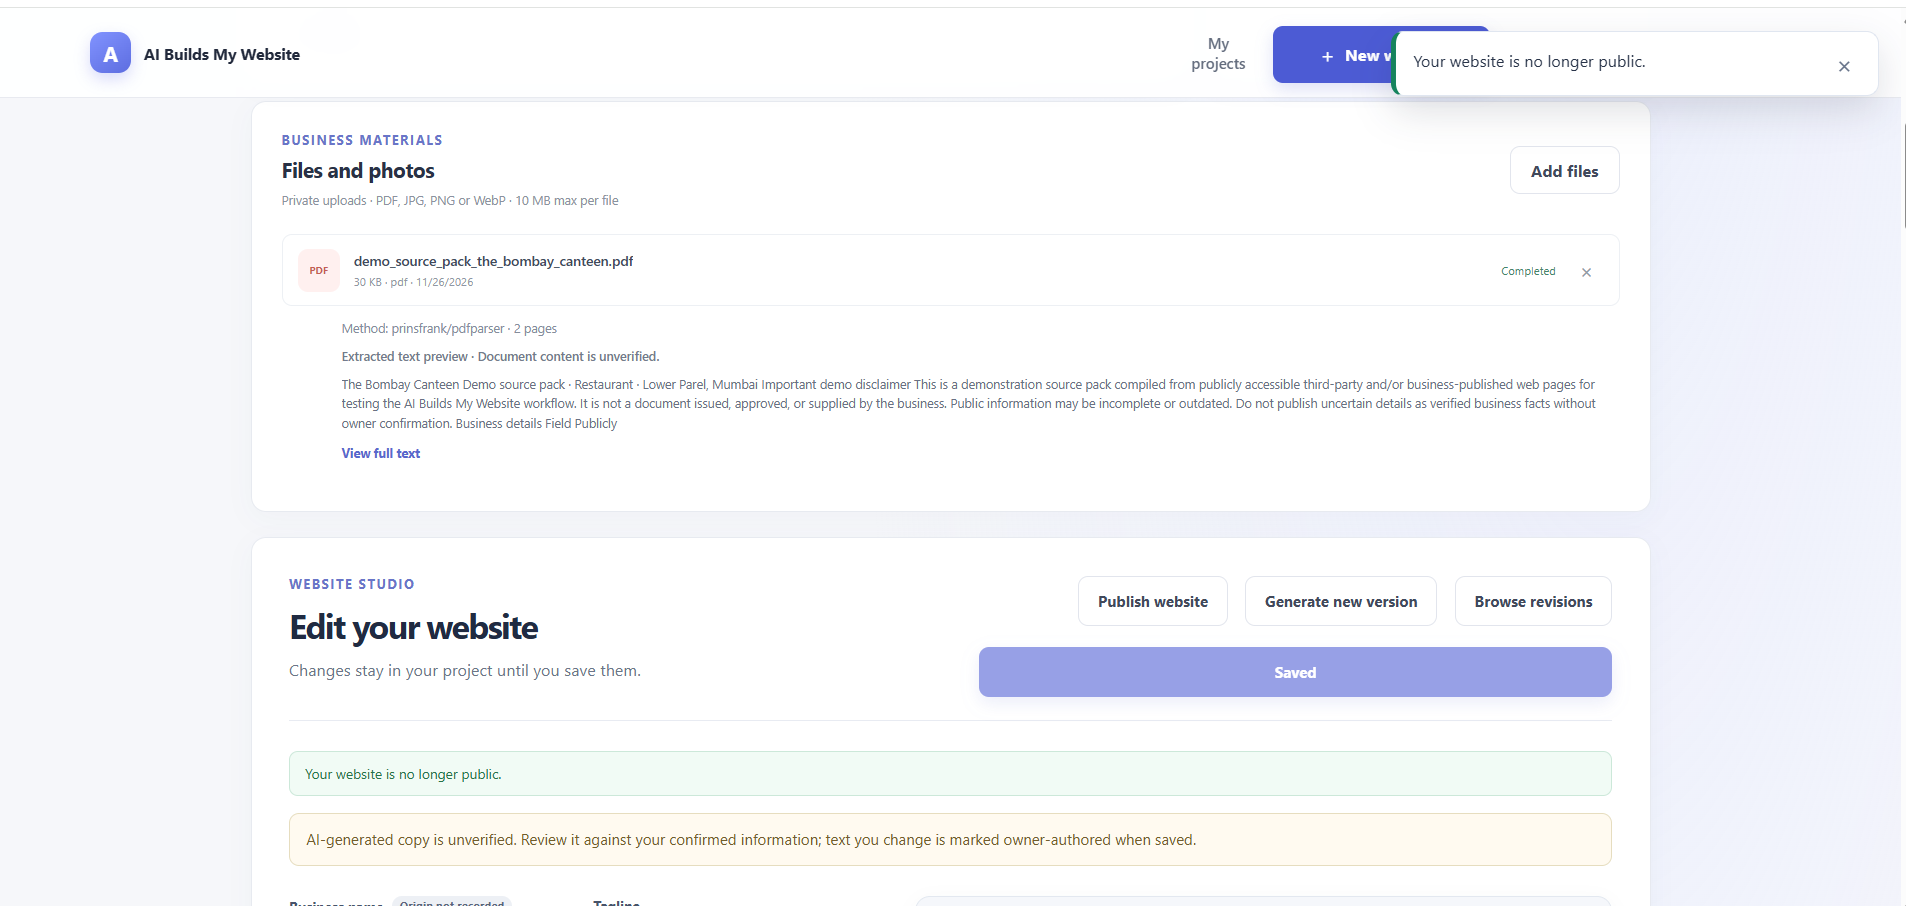 A
AI Builds My Website
My
projects
+ New w
Your website is no longer public.
×
BUSINESS MATERIALS
Files and photos
Private uploads · PDF, JPG, PNG or WebP · 10 MB max per file
Add files
PDF
demo_source_pack_the_bombay_canteen.pdf
30 KB · pdf · 11/26/2026
Completed
×
Method: prinsfrank/pdfparser · 2 pages
Extracted text preview · Document content is unverified.
The Bombay Canteen Demo source pack · Restaurant · Lower Parel, Mumbai Important demo disclaimer This is a demonstration source pack compiled from publicly accessible third-party and/or business-published web pages for
testing the AI Builds My Website workflow. It is not a document issued, approved, or supplied by the business. Public information may be incomplete or outdated. Do not publish uncertain details as verified business facts without
owner confirmation. Business details Field Publicly
View full text
WEBSITE STUDIO
Edit your website
Changes stay in your project until you save them.
Publish website
Generate new version
Browse revisions
Saved
Your website is no longer public.
AI-generated copy is unverified. Review it against your confirmed information; text you change is marked owner-authored when saved.
Business name
Origin not recorded
Tagline